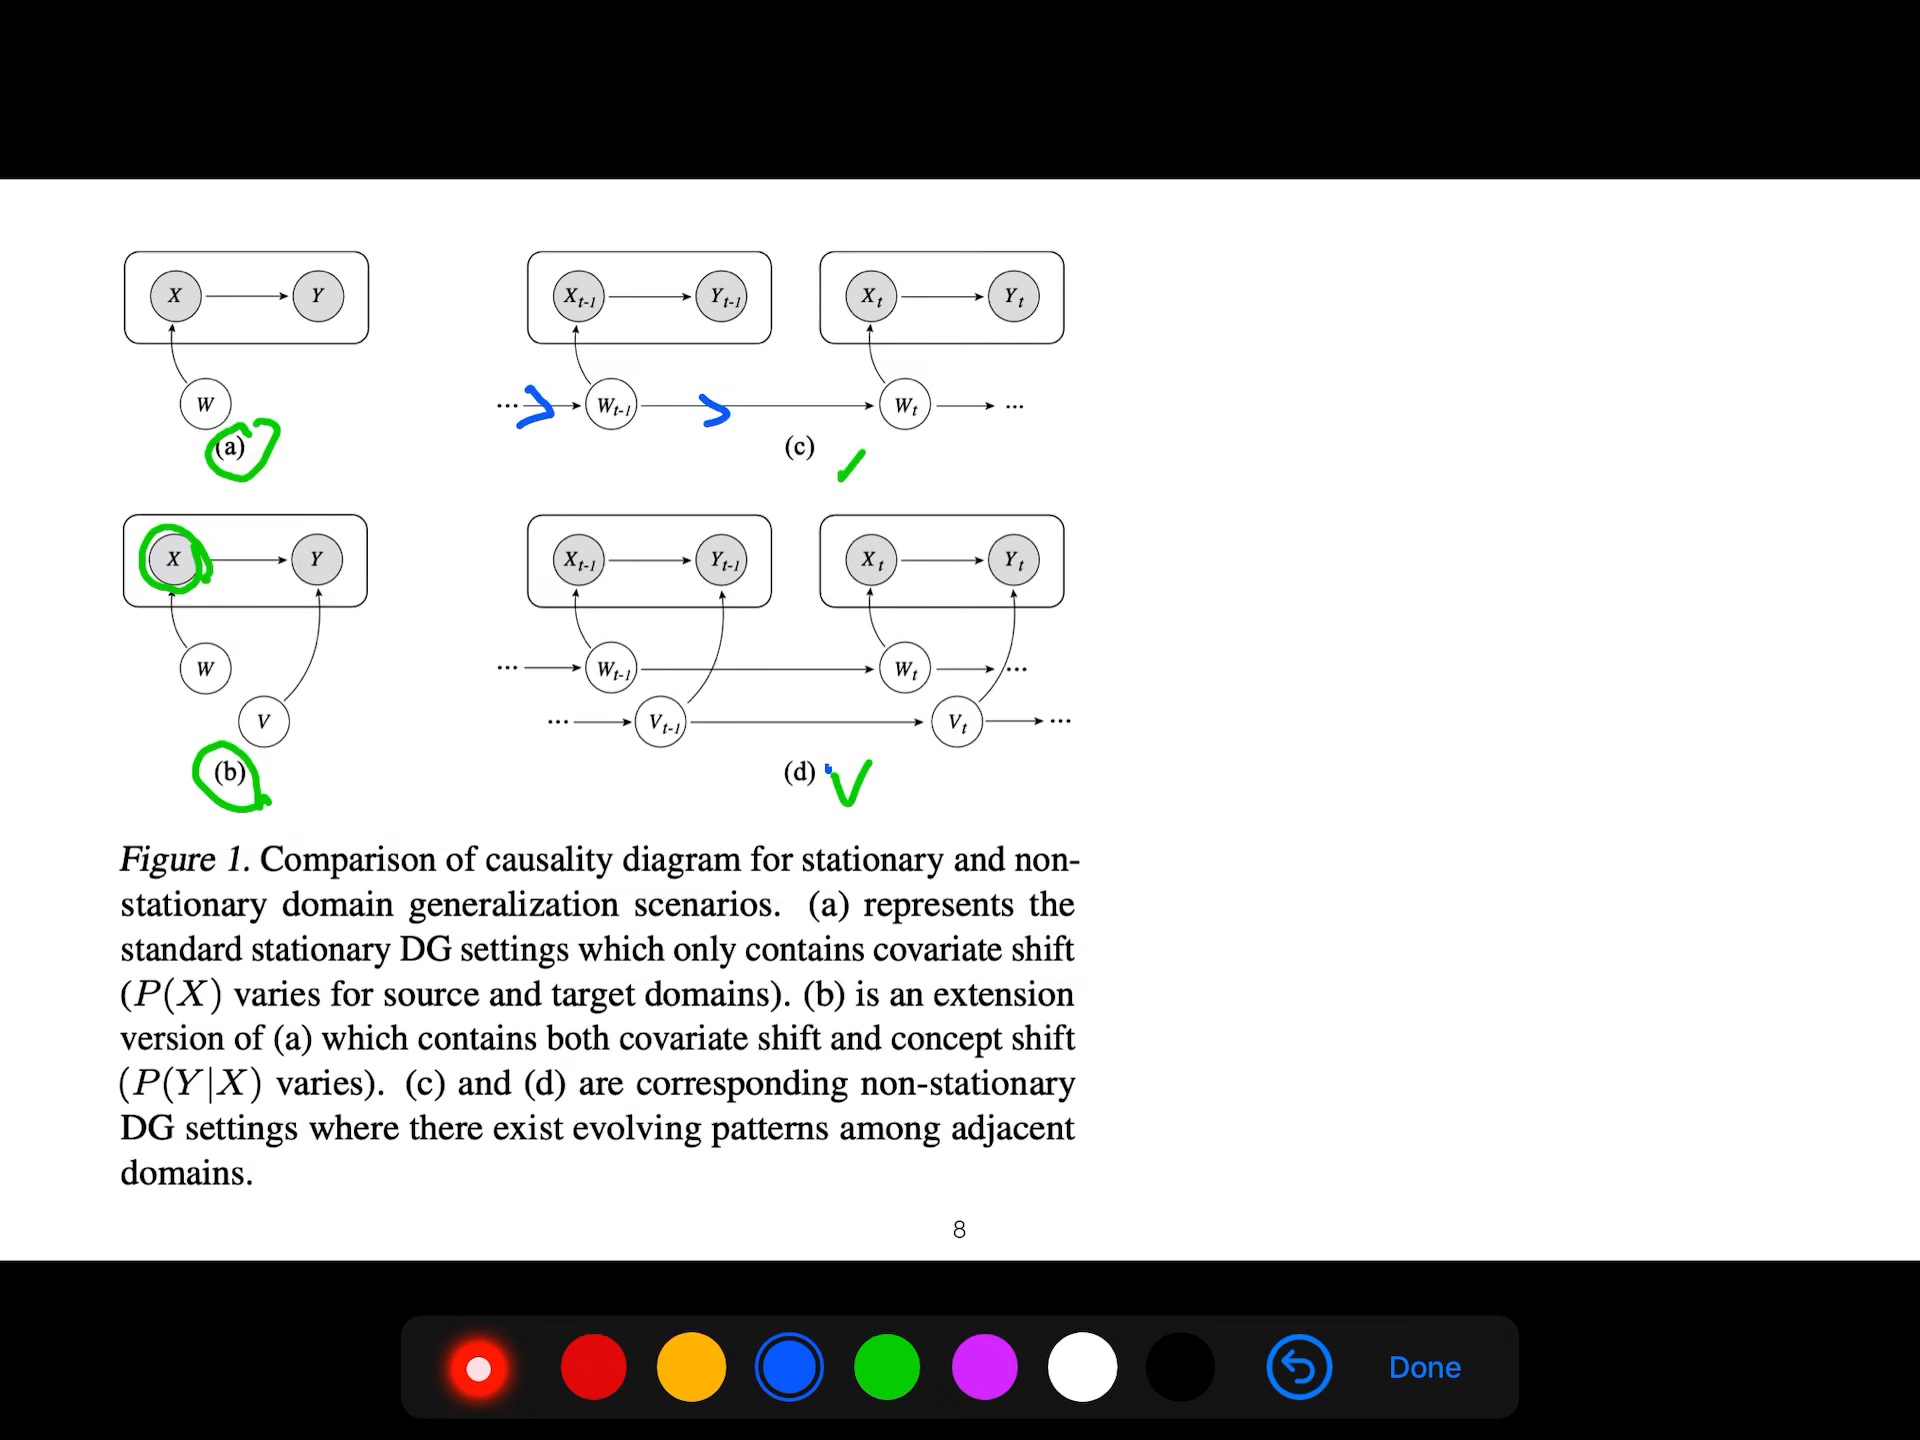 X Y X_{t-1} Y_{t-1} X_t Y_t
W ... W_{t-1} W_t ...
(a) (c)
X Y X_{t-1} Y_{t-1} X_t Y_t
W ... W_{t-1} W_t ...
V ... V_{t-1} V_t ...
(b) (d)
Figure 1. Comparison of causality diagram for stationary and non-
stationary domain generalization scenarios. (a) represents the
standard stationary DG settings which only contains covariate shift
(P(X) varies for source and target domains). (b) is an extension
version of (a) which contains both covariate shift and concept shift
(P(Y|X) varies). (c) and (d) are corresponding non-stationary
DG settings where there exist evolving patterns among adjacent
domains.
8
Done